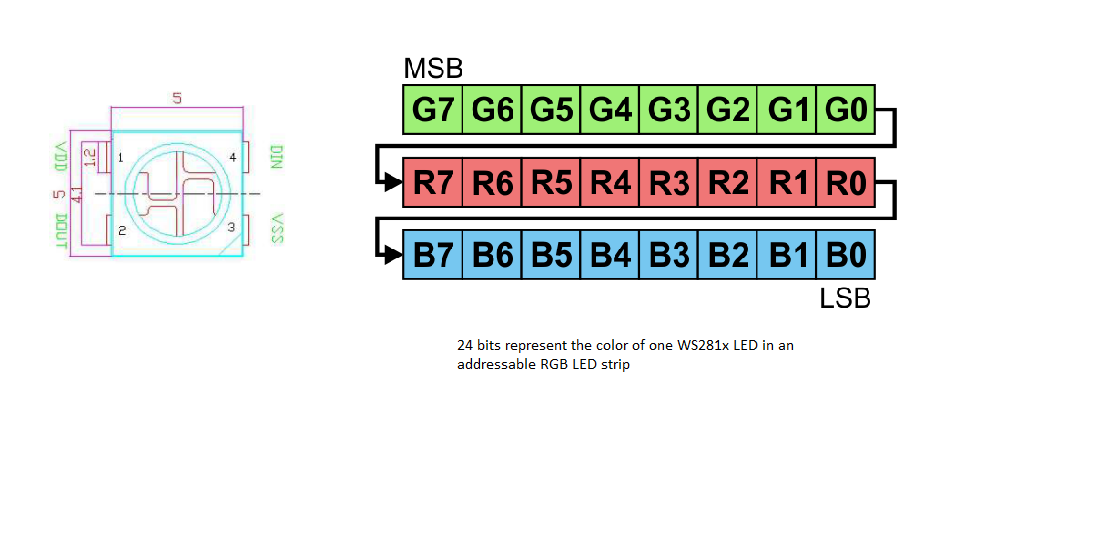 MSB
5
G7 G6 G5 G4 G3 G2 G1 G0
1 4
VDD 1.2 DIN
R7 R6 R5 R4 R3 R2 R1 R0
5 4.1
2 3
DOUT VSS
B7 B6 B5 B4 B3 B2 B1 B0
LSB
24 bits represent the color of one WS281x LED in an
addressable RGB LED strip